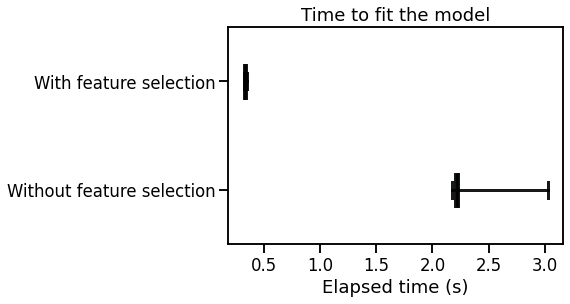 Time to fit the model
With feature selection
Without feature selection
0.5 1.0 1.5 2.0 2.5 3.0
Elapsed time (s)